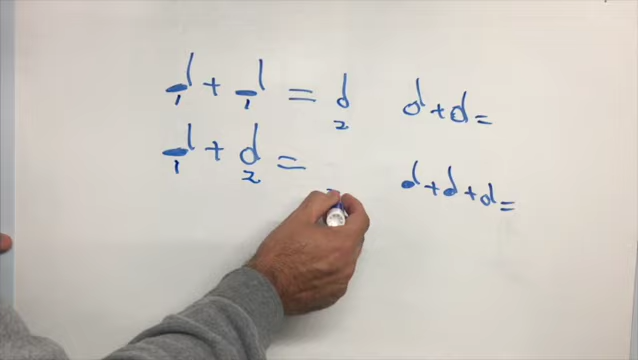 ♩ + ♩ = 𝅗𝅥
1 1 2
♩ + 𝅗𝅥 =
1 2
𝅗𝅥 + 𝅗𝅥 =
♩ + ♩ + 𝅗𝅥 =